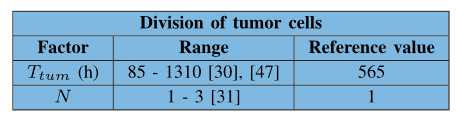 Division of tumor cells
Factor Range Reference value
T_tum (h) 85 - 1310 [30], [47] 565
N 1 - 3 [31] 1